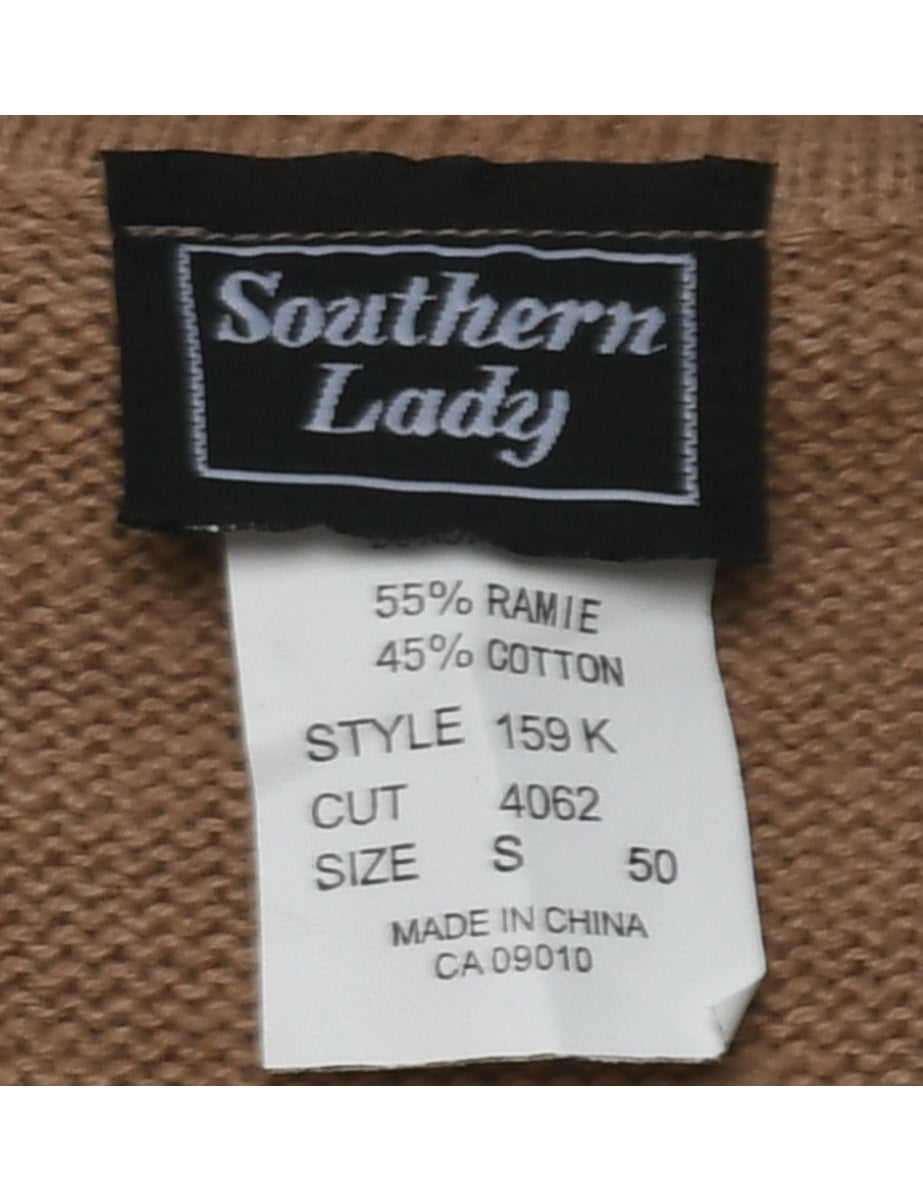 Southern
Lady
55% RAMIE
45% COTTON
STYLE 159 K
CUT 4062
SIZE S 50
MADE IN CHINA
CA 09010